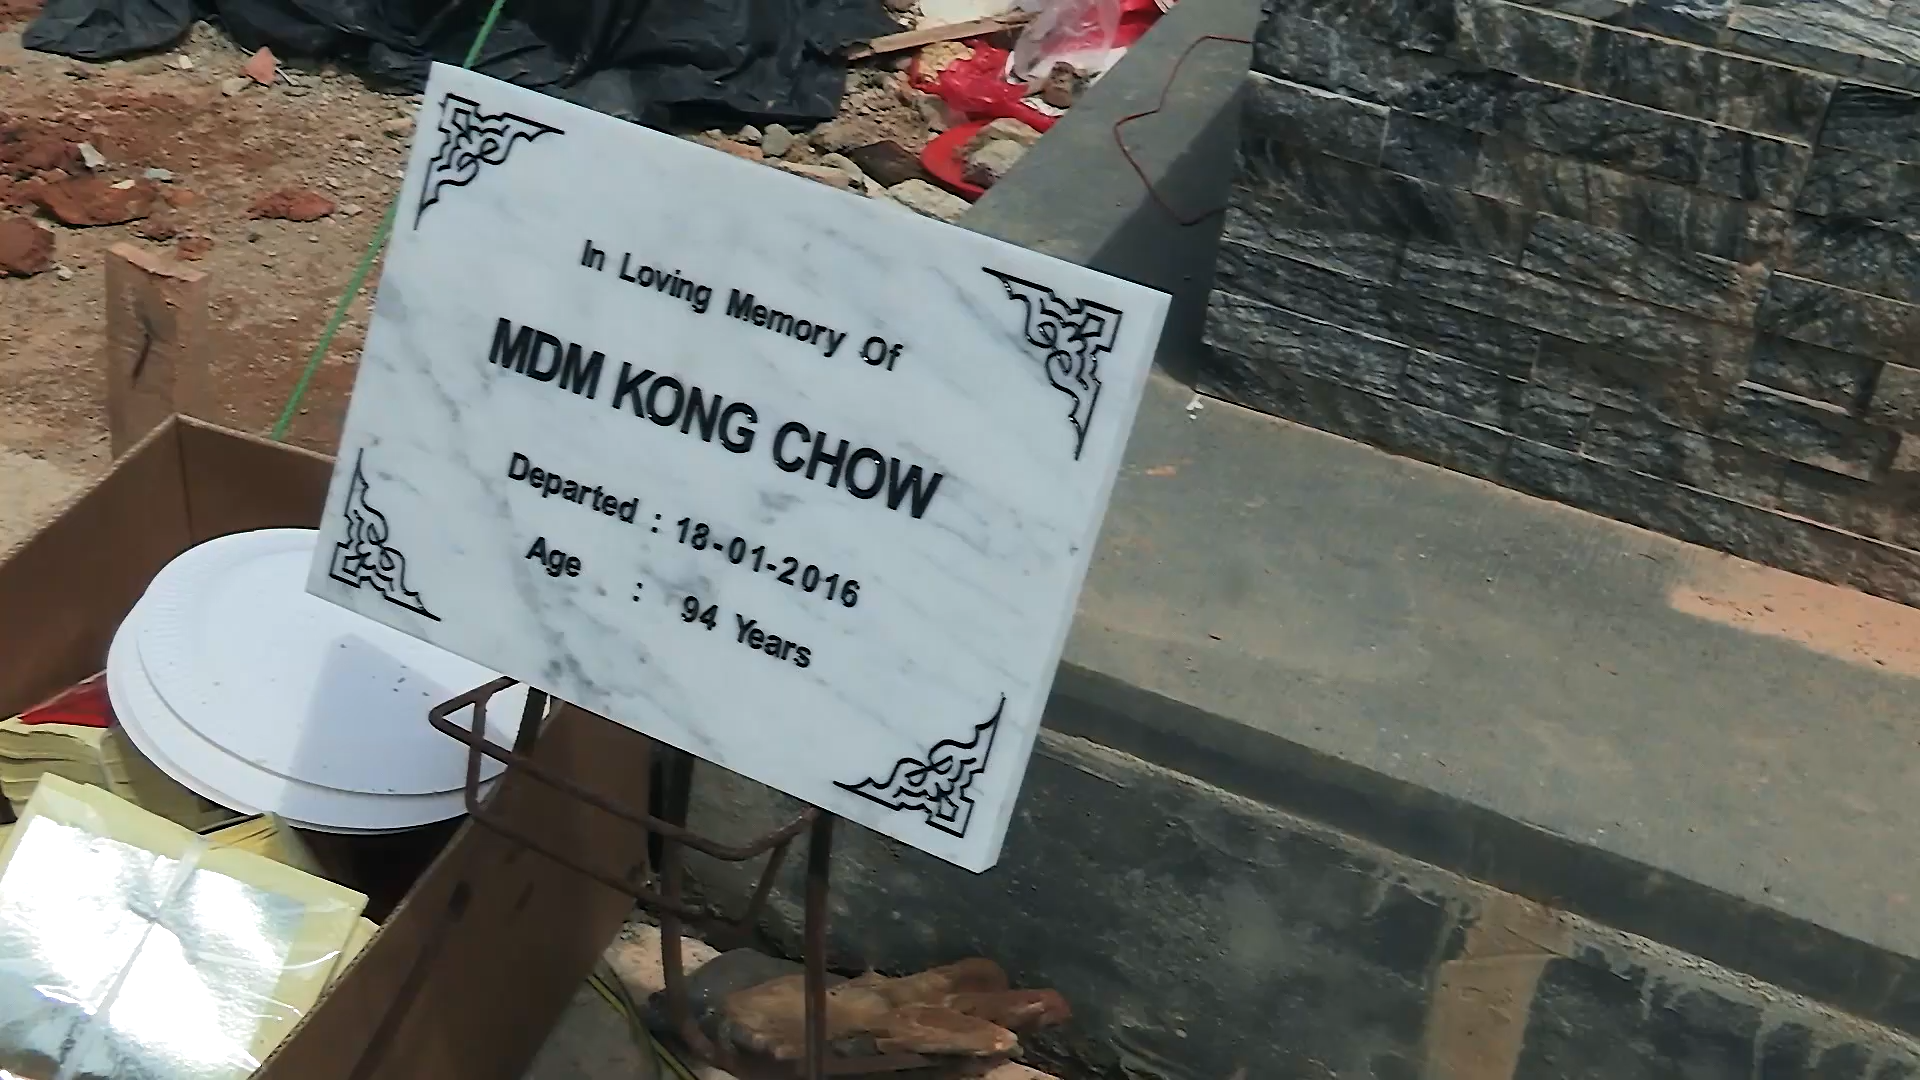 In Loving Memory Of
MDM KONG CHOW
Departed : 18-01-2016
Age : 94 Years